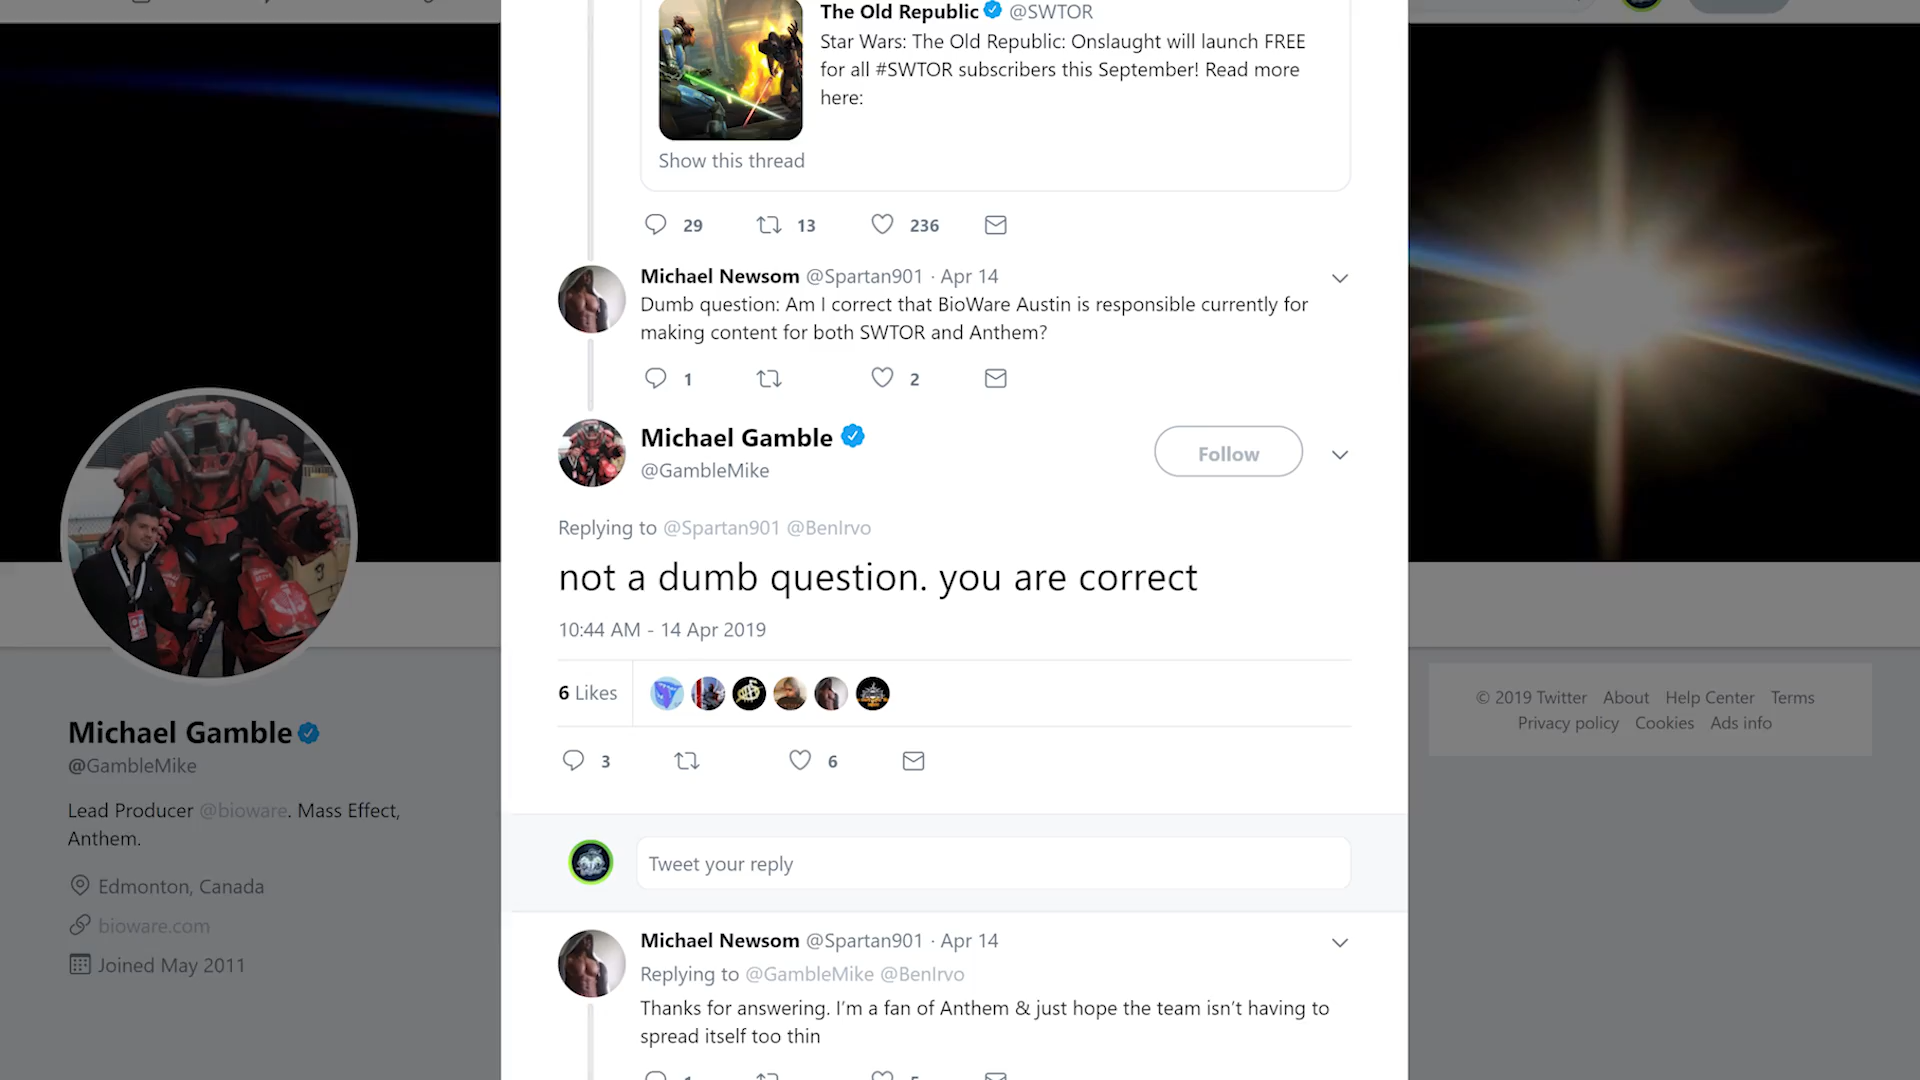 The Old Republic @SWTOR
Star Wars: The Old Republic: Onslaught will launch FREE
for all #SWTOR subscribers this September! Read more
here:
Show this thread
29 13 236
Michael Newsom @Spartan901 · Apr 14
Dumb question: Am I correct that BioWare Austin is responsible currently for
making content for both SWTOR and Anthem?
1 2
Michael Gamble
@GambleMike
Follow
Replying to @Spartan901 @BenIrvo
not a dumb question. you are correct
10:44 AM - 14 Apr 2019
6 Likes
3 6
Tweet your reply
Michael Newsom @Spartan901 · Apr 14
Replying to @GambleMike @BenIrvo
Thanks for answering. I'm a fan of Anthem & just hope the team isn't having to
spread itself too thin
Michael Gamble
@GambleMike
Lead Producer @bioware. Mass Effect,
Anthem.
Edmonton, Canada
bioware.com
Joined May 2011
© 2019 Twitter About Help Center Terms
Privacy policy Cookies Ads info